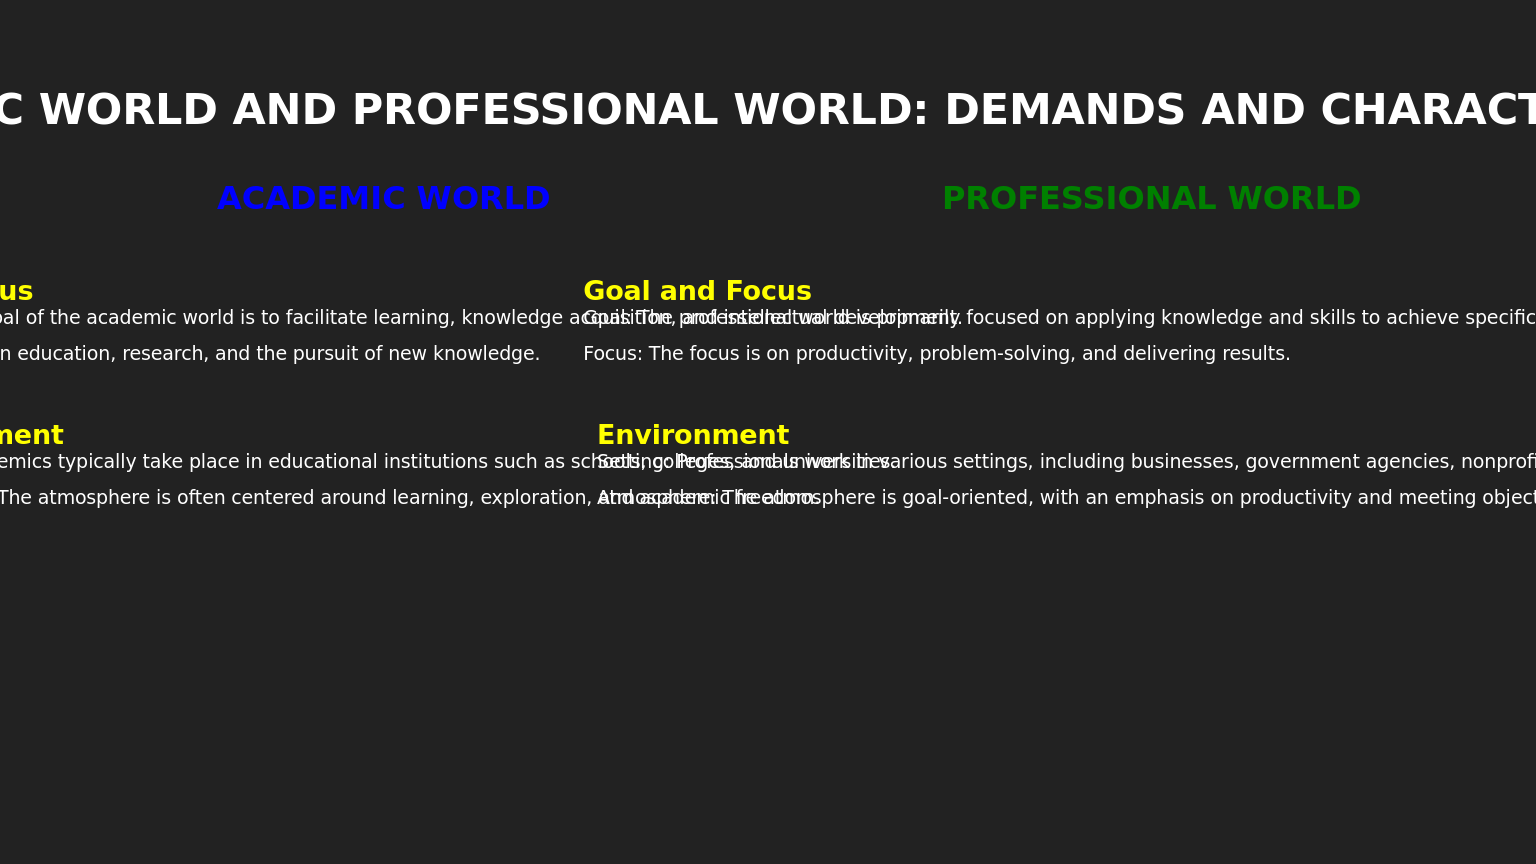 C WORLD AND PROFESSIONAL WORLD: DEMANDS AND CHARACT
ACADEMIC WORLD
PROFESSIONAL WORLD
us
Goal and Focus
oal of the academic world is to facilitate learning, knowledge acquisition, and intellectual development.
Goal: The professional world is primarily focused on applying knowledge and skills to achieve specific
n education, research, and the pursuit of new knowledge.
Focus: The focus is on productivity, problem-solving, and delivering results.
ment
Environment
emics typically take place in educational institutions such as schools, colleges, and universities.
Setting: Professionals work in various settings, including businesses, government agencies, nonprofi
The atmosphere is often centered around learning, exploration, and academic freedom.
Atmosphere: The atmosphere is goal-oriented, with an emphasis on productivity and meeting object